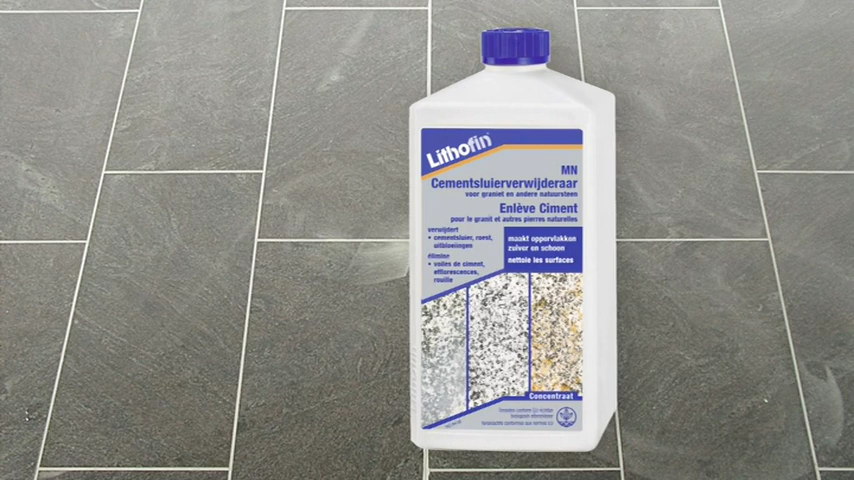 Lithofin
MN
Cementsluierverwijderaar
voor graniet en andere natuursteen
Enlève Ciment
pour le granit et autres pierres naturelles
verwijdert
• cementsluier, roest,
uitbloeiingen
élimine
• voiles de ciment,
efflorescences,
rouille
maakt oppervlakken
zuiver en schoon
nettoie les surfaces
Concentraat